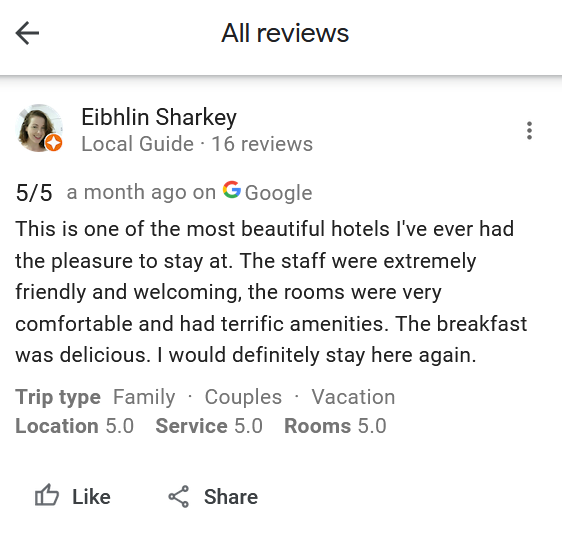 All reviews
Eibhlin Sharkey
Local Guide · 16 reviews
5/5 a month ago on Google
This is one of the most beautiful hotels I've ever had
the pleasure to stay at. The staff were extremely
friendly and welcoming, the rooms were very
comfortable and had terrific amenities. The breakfast
was delicious. I would definitely stay here again.
Trip type Family · Couples · Vacation
Location 5.0 Service 5.0 Rooms 5.0
Like Share